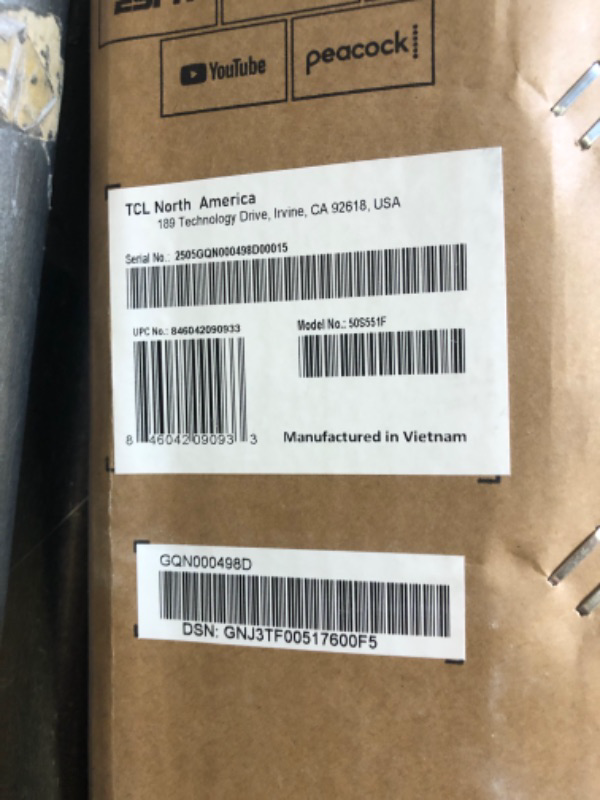 ESPN
YouTube
peacock
TCL North America
189 Technology Drive, Irvine, CA 92618, USA
Serial No.: 2505GQN000498D00015
UPC No.: 846042090933
Model No.: 50S551F
8 46042 09093 3
Manufactured in Vietnam
GQN000498D
DSN: GNJ3TF00517600F5